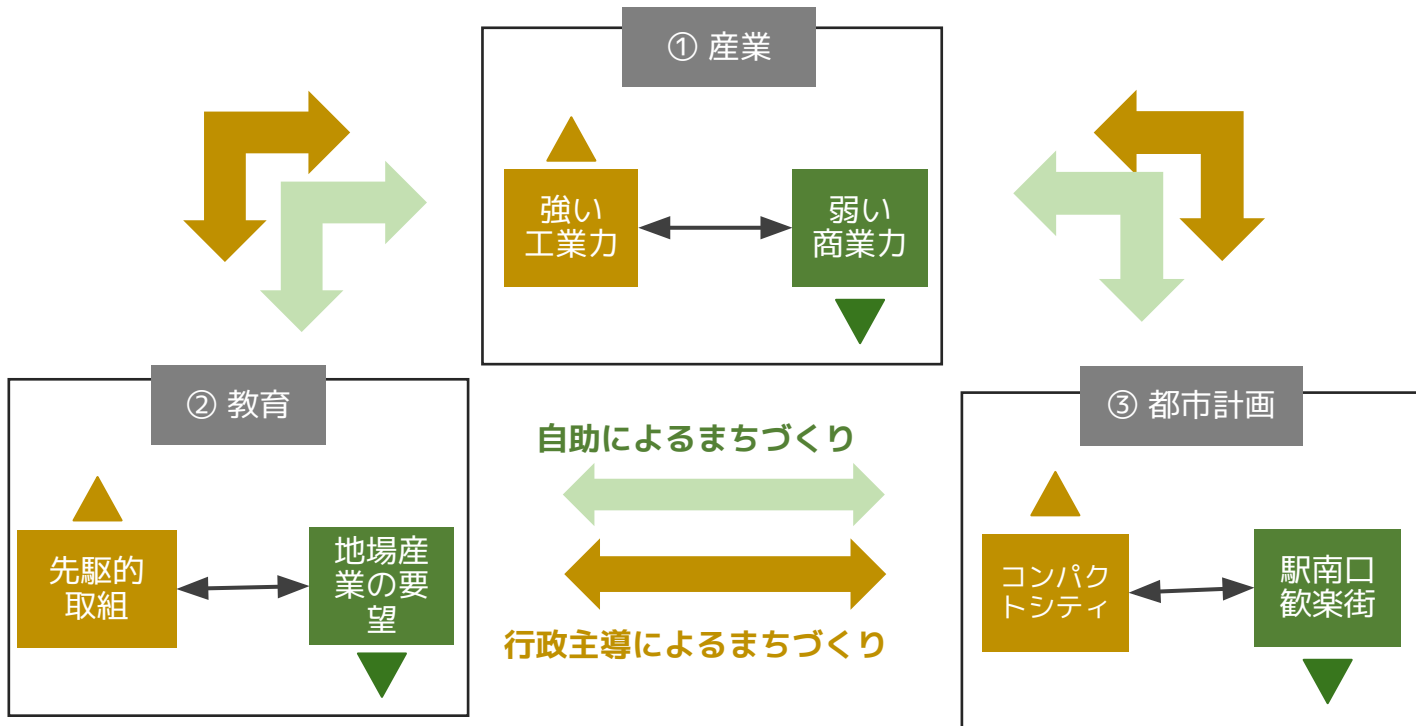 ① 産業
強い
工業力
弱い
商業力
② 教育
先駆的
取組
地場産
業の要
望
自助によるまちづくり
行政主導によるまちづくり
③ 都市計画
コンパク
トシティ
駅南口
歓楽街